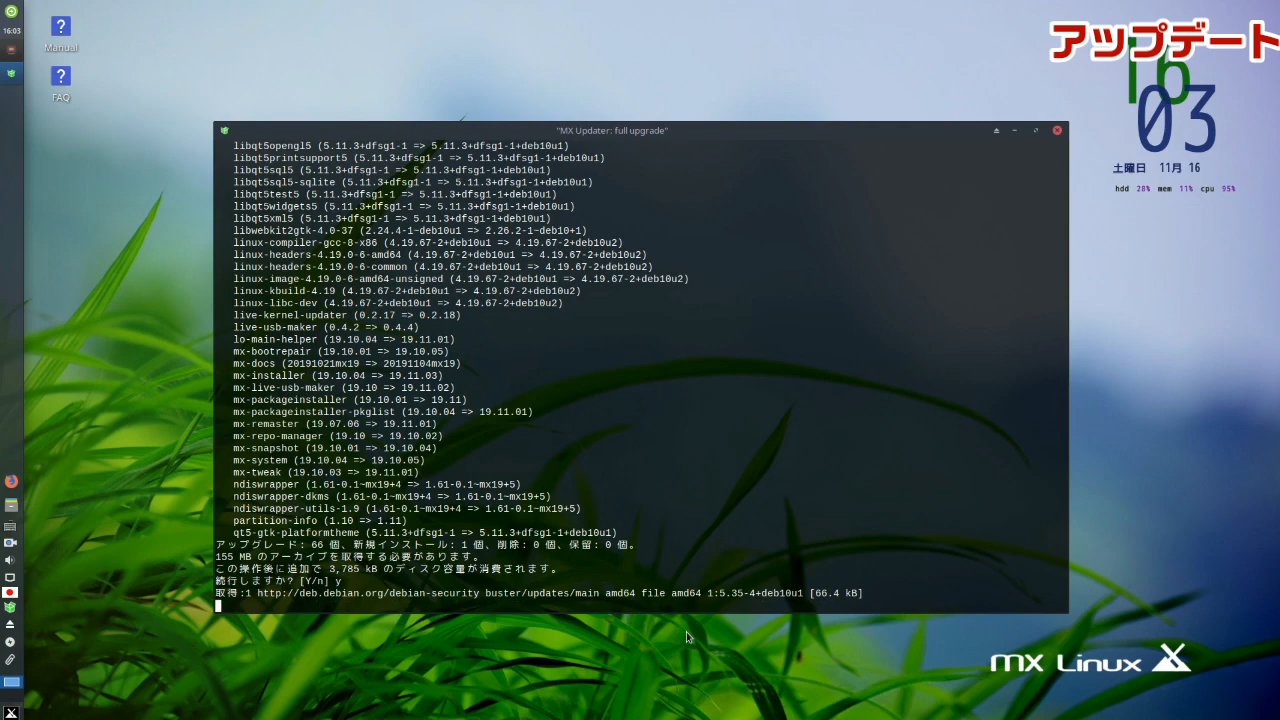 16:03
Manual
FAQ
アップデート
16
03
土曜日 11月 16
hdd 28% mem 11% cpu 95%
"MX Updater: full upgrade"
libqt5opengl5 (5.11.3+dfsg1-1 => 5.11.3+dfsg1-1+deb10u1)
libqt5printsupport5 (5.11.3+dfsg1-1 => 5.11.3+dfsg1-1+deb10u1)
libqt5sql5 (5.11.3+dfsg1-1 => 5.11.3+dfsg1-1+deb10u1)
libqt5sql5-sqlite (5.11.3+dfsg1-1 => 5.11.3+dfsg1-1+deb10u1)
libqt5test5 (5.11.3+dfsg1-1 => 5.11.3+dfsg1-1+deb10u1)
libqt5widgets5 (5.11.3+dfsg1-1 => 5.11.3+dfsg1-1+deb10u1)
libqt5xml5 (5.11.3+dfsg1-1 => 5.11.3+dfsg1-1+deb10u1)
libwebkit2gtk-4.0-37 (2.24.4-1~deb10u1 => 2.26.2-1~deb10+1)
linux-compiler-gcc-8-x86 (4.19.67-2+deb10u1 => 4.19.67-2+deb10u2)
linux-headers-4.19.0-6-amd64 (4.19.67-2+deb10u1 => 4.19.67-2+deb10u2)
linux-headers-4.19.0-6-common (4.19.67-2+deb10u1 => 4.19.67-2+deb10u2)
linux-image-4.19.0-6-amd64-unsigned (4.19.67-2+deb10u1 => 4.19.67-2+deb10u2)
linux-kbuild-4.19 (4.19.67-2+deb10u1 => 4.19.67-2+deb10u2)
linux-libc-dev (4.19.67-2+deb10u1 => 4.19.67-2+deb10u2)
live-kernel-updater (0.2.17 => 0.2.18)
live-usb-maker (0.4.2 => 0.4.4)
lo-main-helper (19.10.04 => 19.11.01)
mx-bootrepair (19.10.01 => 19.10.05)
mx-docs (20191021mx19 => 20191104mx19)
mx-installer (19.10.04 => 19.11.03)
mx-live-usb-maker (19.10 => 19.11.02)
mx-packageinstaller (19.10.01 => 19.11)
mx-packageinstaller-pkglist (19.10.04 => 19.11.01)
mx-remaster (19.07.06 => 19.11.01)
mx-repo-manager (19.10 => 19.10.02)
mx-snapshot (19.10.01 => 19.10.04)
mx-system (19.10.04 => 19.10.05)
mx-tweak (19.10.03 => 19.11.01)
ndiswrapper (1.61-0.1~mx19+4 => 1.61-0.1~mx19+5)
ndiswrapper-dkms (1.61-0.1~mx19+4 => 1.61-0.1~mx19+5)
ndiswrapper-utils-1.9 (1.61-0.1~mx19+4 => 1.61-0.1~mx19+5)
partition-info (1.10 => 1.11)
qt5-gtk-platformtheme (5.11.3+dfsg1-1 => 5.11.3+dfsg1-1+deb10u1)
アップグレード: 66 個、新規インストール: 1 個、削除: 0 個、保留: 0 個。
155 MB のアーカイブを取得する必要があります。
この操作後に追加で 3,785 kB のディスク容量が消費されます。
続行しますか? [Y/n] y
取得:1 http://deb.debian.org/debian-security buster/updates/main amd64 file amd64 1:5.35-4+deb10u1 [66.4 kB]
MX Linux